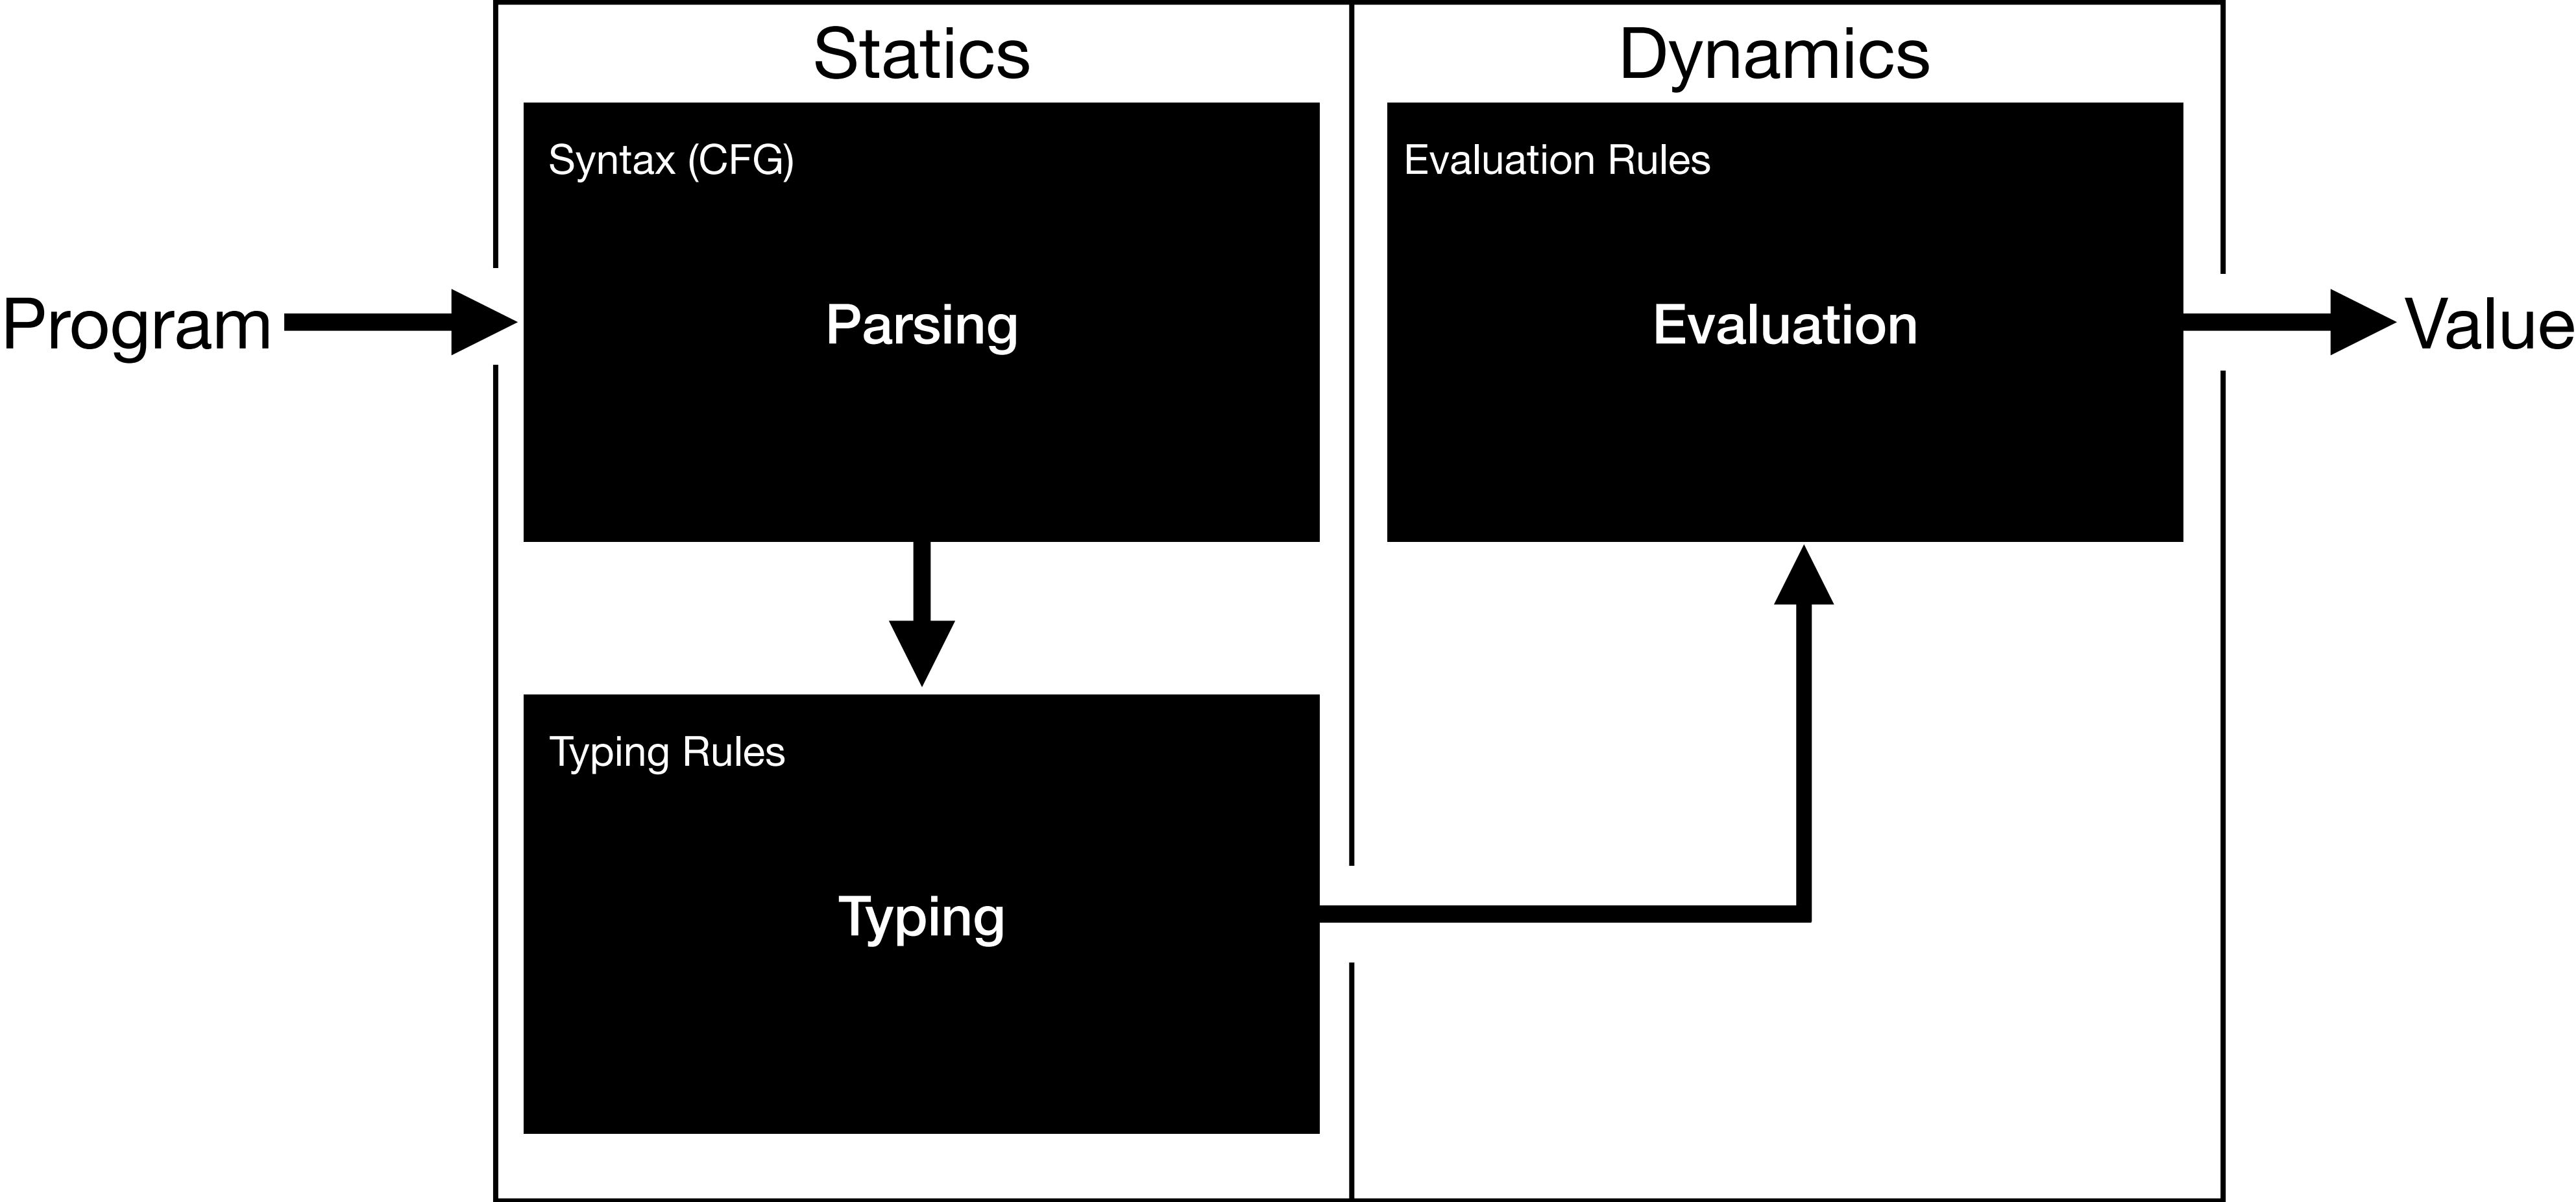 Statics
Dynamics
Syntax (CFG)
Evaluation Rules
Program
Parsing
Evaluation
Value
Typing Rules
Typing